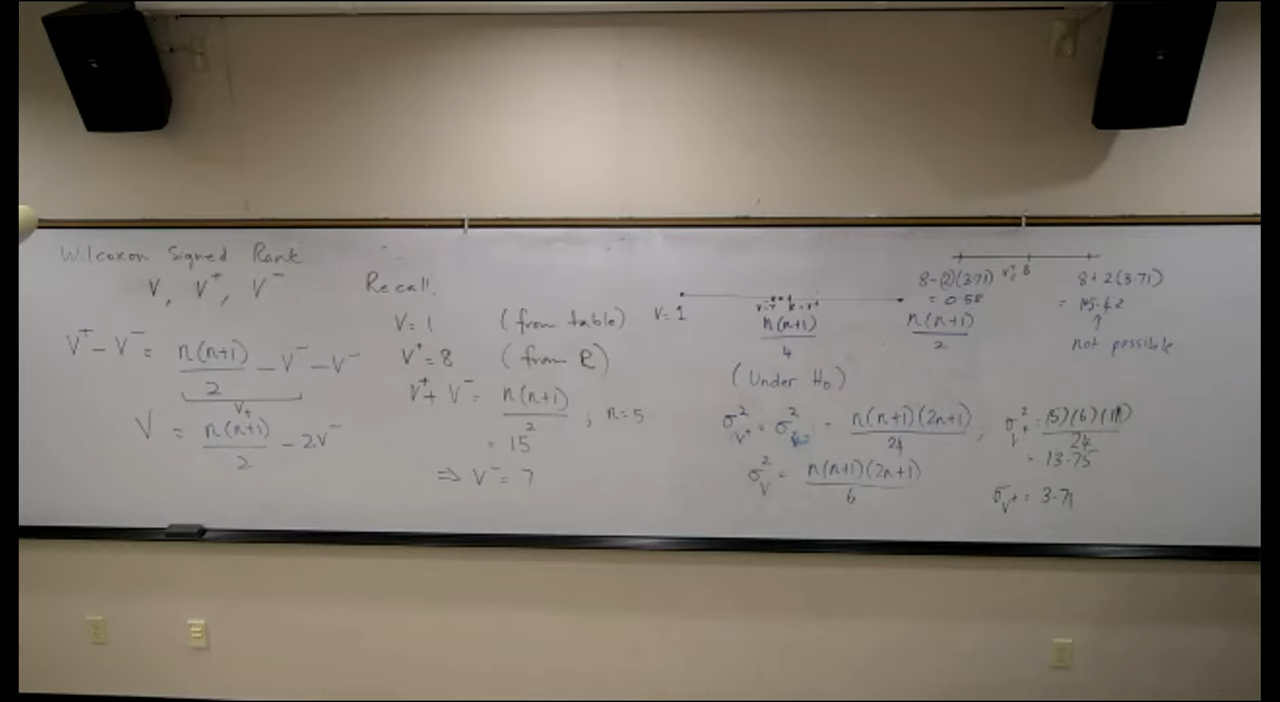 Wilcoxon Signed Rank
V, V⁺, V⁻
V⁺ - V⁻ = n(n+1)/2 - V⁻ - V⁻
V₊
V = n(n+1)/2 - 2V⁻
Recall.
V = 1 (from table)
V⁺ = 8 (from R)
V⁺ + V⁻ = n(n+1)/2 , n=5
= 15
⇒ V⁻ = 7
V=1
n(n+1)/4
n(n+1)/2
(Under H₀)
σ²V⁺ = σ² = n(n+1)(2n+1)/24 , σ²V⁺ = (5)(6)(11)/24
= 13.75
σ²V = n(n+1)(2n+1)/6
σV⁺ = 3.71
8-(2)(3.71)
= 0.58
8+2(3.71)
= 15.42
↑
not possible